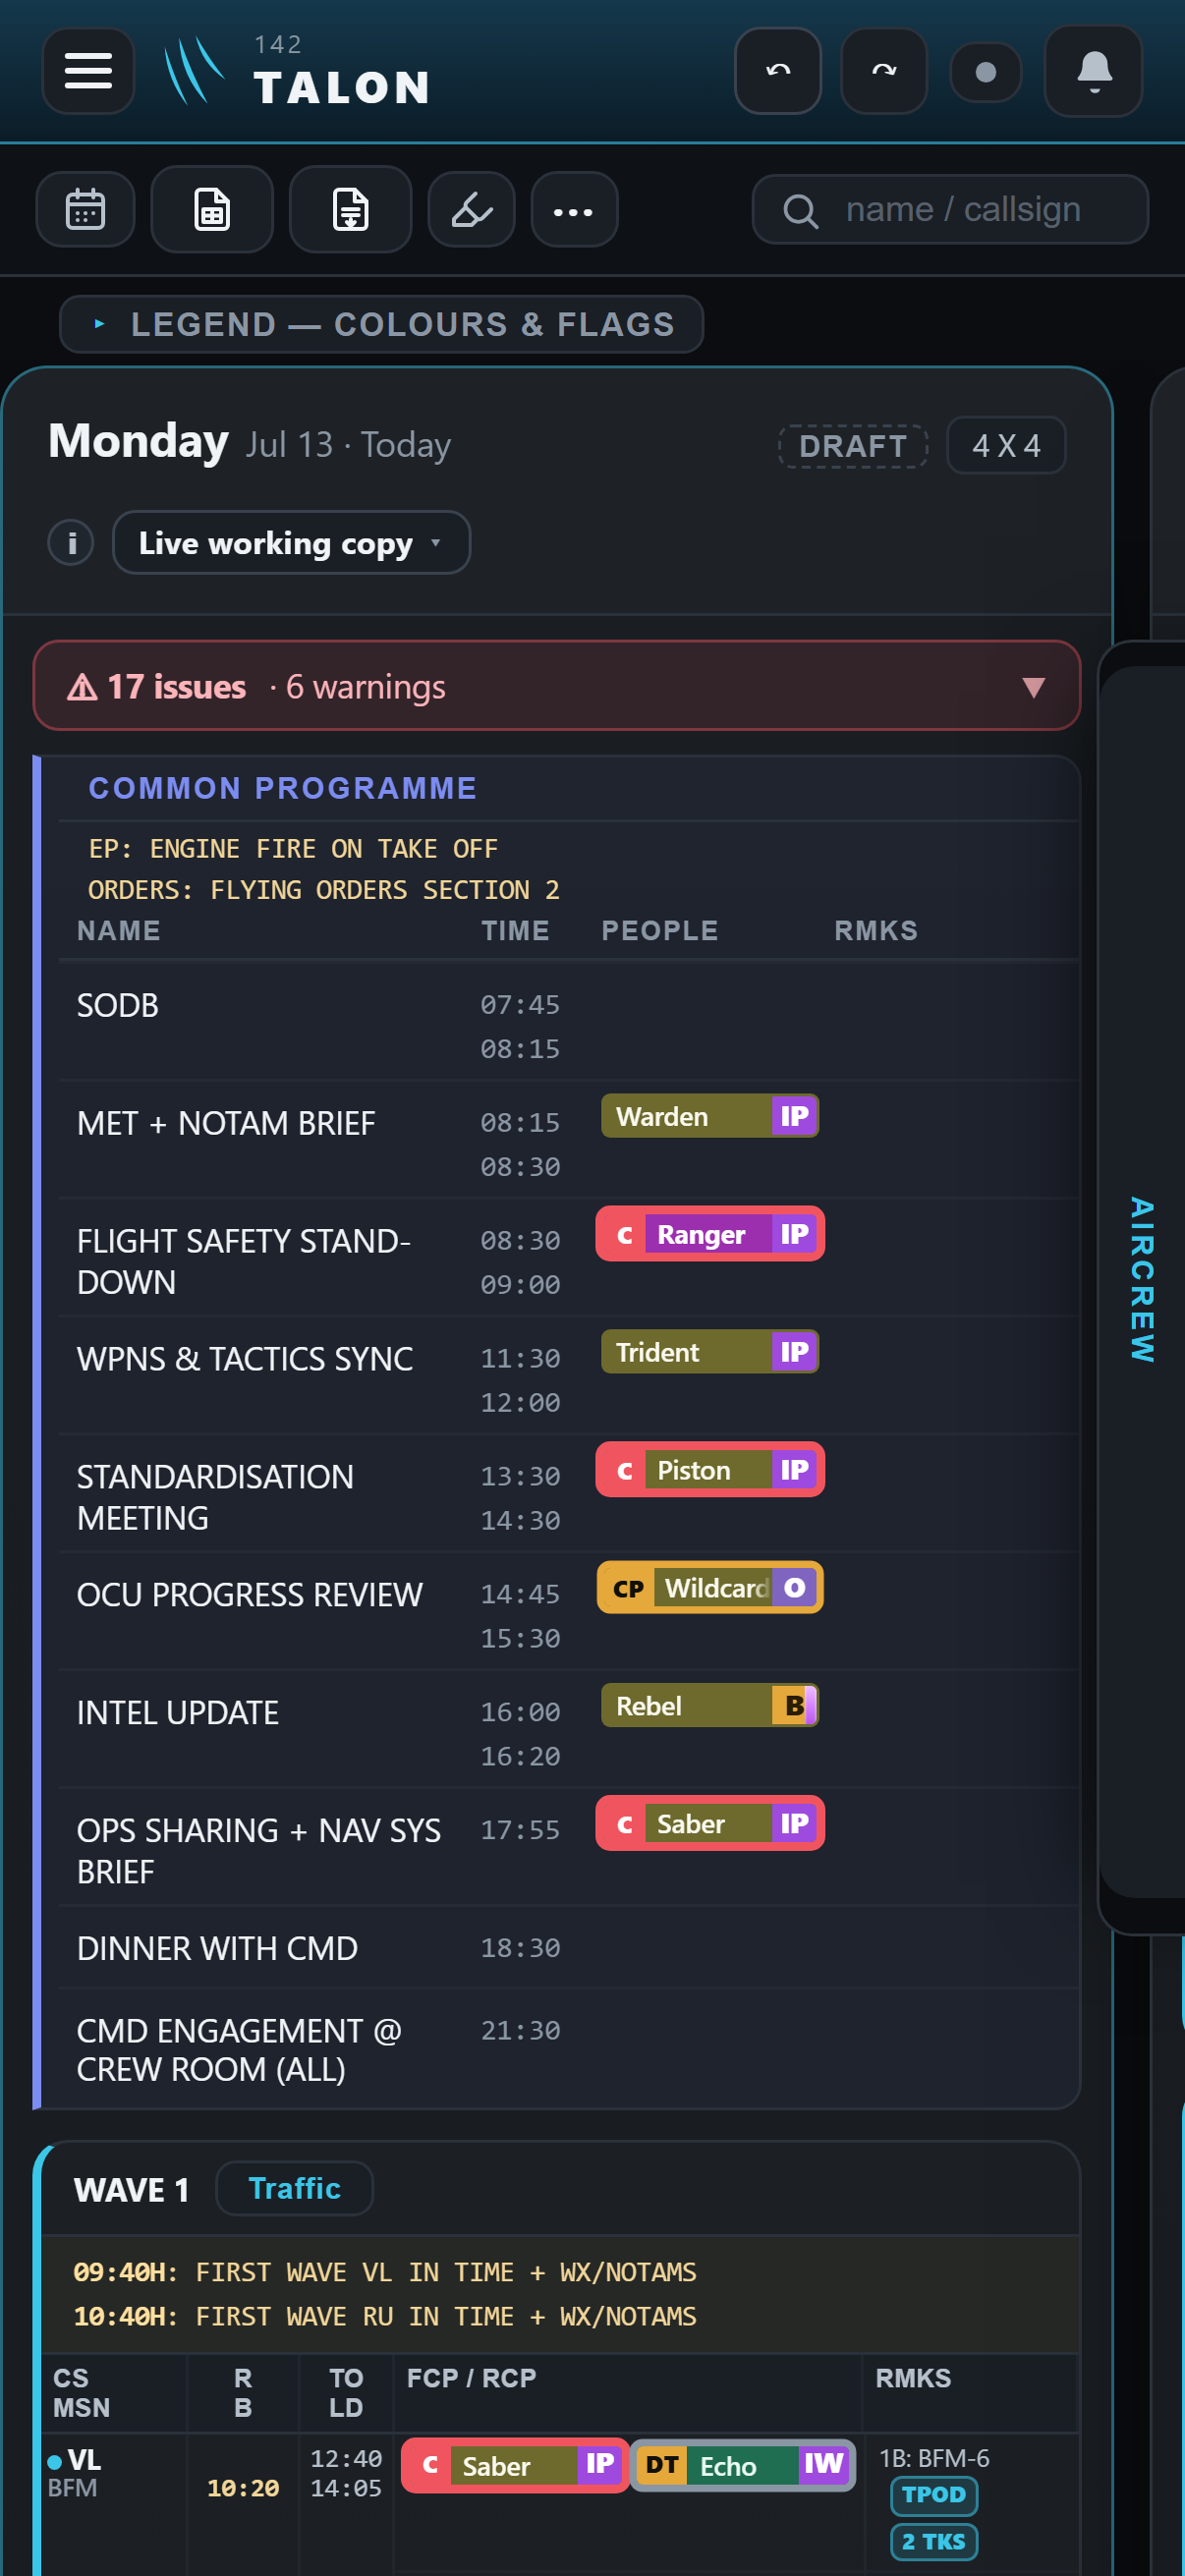 142
TALON
name / callsign
LEGEND — COLOURS & FLAGS
Monday Jul 13 · Today
DRAFT
4 X 4
i
Live working copy
17 issues · 6 warnings
COMMON PROGRAMME
EP: ENGINE FIRE ON TAKE OFF
ORDERS: FLYING ORDERS SECTION 2
NAME TIME PEOPLE RMKS
SODB 07:45
08:15
MET + NOTAM BRIEF 08:15 Warden IP
08:30
FLIGHT SAFETY STAND- 08:30 C Ranger IP
DOWN 09:00
WPNS & TACTICS SYNC 11:30 Trident IP
12:00
STANDARDISATION 13:30 C Piston IP
MEETING 14:30
OCU PROGRESS REVIEW 14:45 CP Wildcard O
15:30
INTEL UPDATE 16:00 Rebel B
16:20
OPS SHARING + NAV SYS 17:55 C Saber IP
BRIEF
DINNER WITH CMD 18:30
CMD ENGAGEMENT @ 21:30
CREW ROOM (ALL)
AIRCREW
WAVE 1 Traffic
09:40H: FIRST WAVE VL IN TIME + WX/NOTAMS
10:40H: FIRST WAVE RU IN TIME + WX/NOTAMS
CS R TO FCP / RCP RMKS
MSN B LD
VL 12:40 C Saber IP DT Echo IW 1B: BFM-6
BFM 10:20 14:05
TPOD
2 TKS